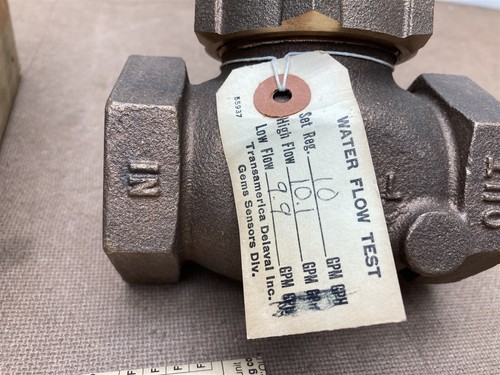 IN
WATER FLOW TEST
Set Reg. 10 GPM GPH
High Flow 10.1 GPM GPH
Low Flow 9.9 GPM GPH
Transamerica Delaval Inc.
Gems Sensors Div.
85937
OUT